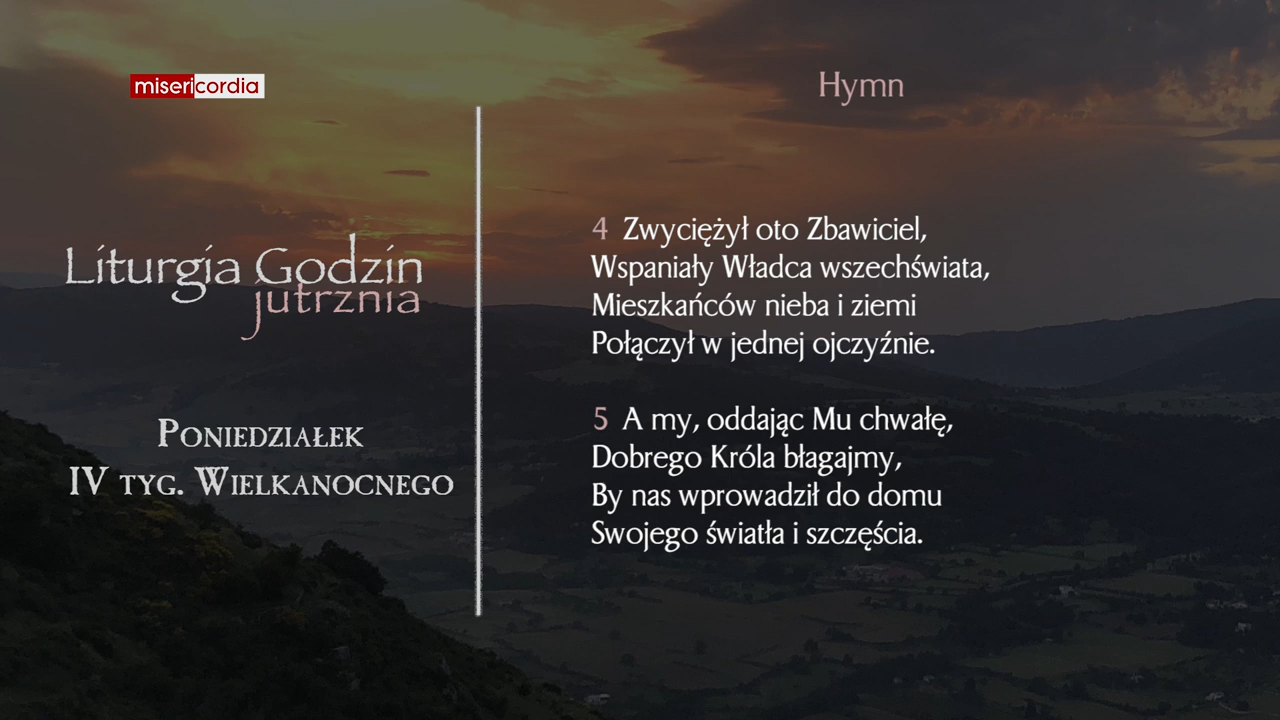 misericordia
Liturgia Godzin
jutrznia
Poniedziałek
IV tyg. Wielkanocnego
Hymn
4 Zwyciężył oto Zbawiciel,
Wspaniały Władca wszechświata,
Mieszkańców nieba i ziemi
Połączył w jednej ojczyźnie.
5 A my, oddając Mu chwałę,
Dobrego Króla błagajmy,
By nas wprowadził do domu
Swojego światła i szczęścia.